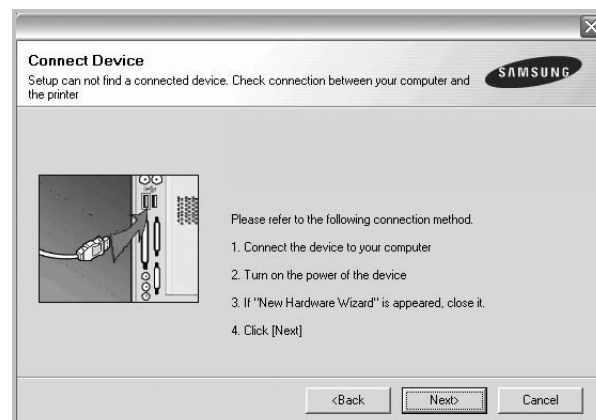 Connect Device
Setup can not find a connected device. Check connection between your computer and
the printer
SAMSUNG
Please refer to the following connection method.
1. Connect the device to your computer
2. Turn on the power of the device
3. If "New Hardware Wizard" is appeared, close it.
4. Click [Next]
<Back
Next>
Cancel